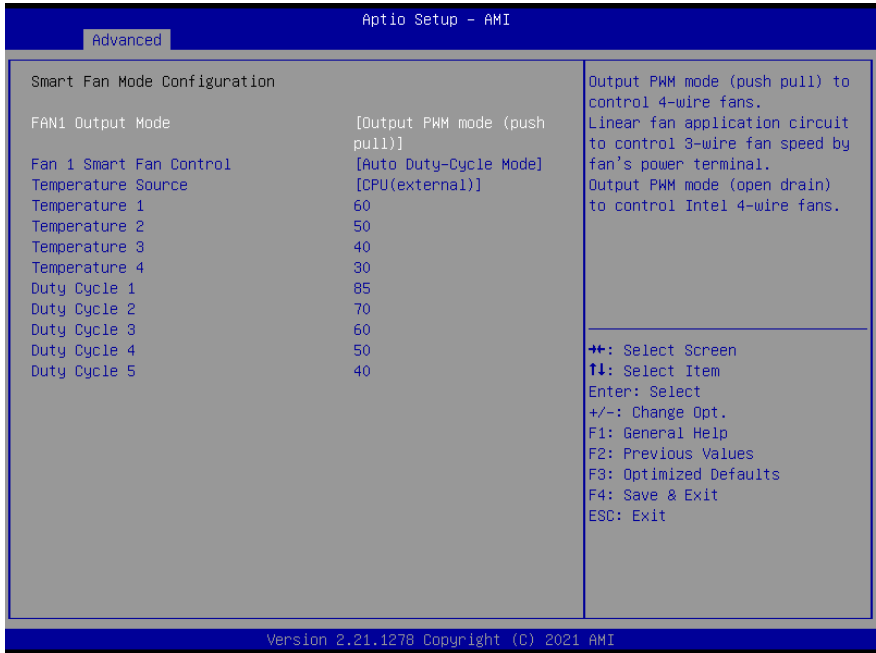 Aptio Setup – AMI
Advanced
Smart Fan Mode Configuration
FAN1 Output Mode [Output PWM mode (push
pull)]
Fan 1 Smart Fan Control [Auto Duty-Cycle Mode]
Temperature Source [CPU(external)]
Temperature 1 60
Temperature 2 50
Temperature 3 40
Temperature 4 30
Duty Cycle 1 85
Duty Cycle 2 70
Duty Cycle 3 60
Duty Cycle 4 50
Duty Cycle 5 40
Output PWM mode (push pull) to
control 4-wire fans.
Linear fan application circuit
to control 3-wire fan speed by
fan's power terminal.
Output PWM mode (open drain)
to control Intel 4-wire fans.
→←: Select Screen
↑↓: Select Item
Enter: Select
+/-: Change Opt.
F1: General Help
F2: Previous Values
F3: Optimized Defaults
F4: Save & Exit
ESC: Exit
Version 2.21.1278 Copyright (C) 2021 AMI